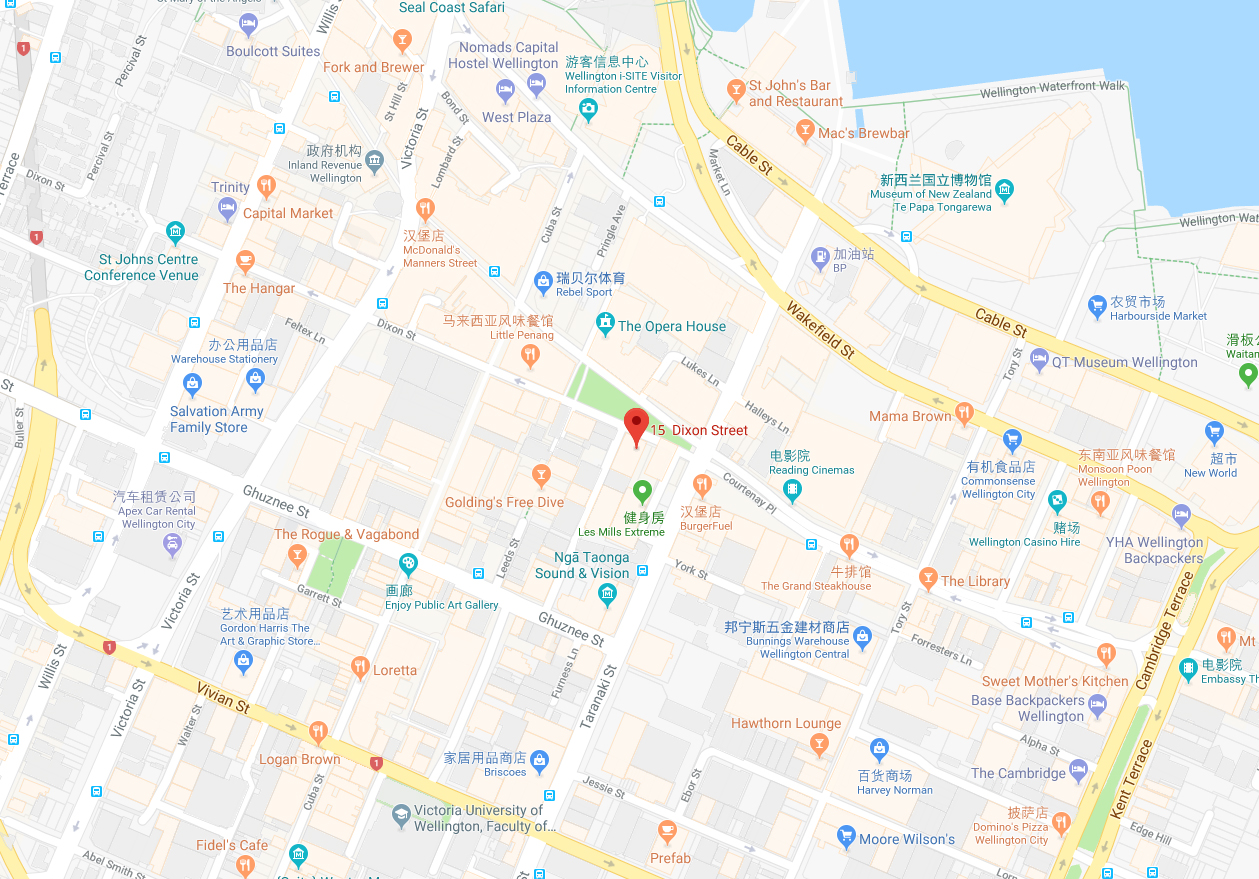 St Mary of the Angels
Seal Coast Safari
Willis St
Boulcott Suites
1
Percival St
Fork and Brewer
Nomads Capital
Hostel Wellington
游客信息中心
Wellington i-SITE Visitor
Information Centre
St John's Bar
and Restaurant
Wellington Waterfront Walk
St Hill St
Bond St
West Plaza
Victoria St
Lombard St
Cable St
Mac's Brewbar
Percival St
Terrace
Dixon St
政府机构
Inland Revenue
Wellington
Market Ln
新西兰国立博物馆
Museum of New Zealand
Te Papa Tongarewa
Trinity
Capital Market
Cuba St
Pringle Ave
Wellington Wat
1
St Johns Centre
Conference Venue
汉堡店
McDonald's
Manners Street
加油站
BP
The Hangar
瑞贝尔体育
Rebel Sport
农贸市场
Harbourside Market
Feltex Ln
Dixon St
马来西亚风味餐馆
Little Penang
The Opera House
Wakefield St
Cable St
办公用品店
Warehouse Stationery
Lukes Ln
Tory St
QT Museum Wellington
滑板公
Waitan
St
Salvation Army
Family Store
Buller St
Halleys Ln
Mama Brown
15 Dixon Street
电影院
Reading Cinemas
有机食品店
Commonsense
Wellington City
东南亚风味餐馆
Monsoon Poon
Wellington
超市
New World
汽车租赁公司
Apex Car Rental
Wellington City
Ghuznee St
Golding's Free Dive
Courtenay Pl
健身房
Les Mills Extreme
汉堡店
BurgerFuel
赌场
Wellington Casino Hire
YHA Wellington
Backpackers
The Rogue & Vagabond
Leeds St
Ngā Taonga
Sound & Vision
York St
牛排馆
The Grand Steakhouse
The Library
画廊
Enjoy Public Art Gallery
Garrett St
Victoria St
艺术用品店
Gordon Harris The
Art & Graphic Store...
Ghuznee St
邦宁斯五金建材商店
Bunnings Warehouse
Wellington Central
Tory St
Forresters Ln
Cambridge Terrace
1
Willis St
Loretta
Furness Ln
Taranaki St
Sweet Mother's Kitchen
Mt
电影院
Embassy Th
Vivian St
Victoria St
Walter St
Base Backpackers
Wellington
Hawthorn Lounge
Logan Brown
1
家居用品商店
Briscoes
百货商场
Harvey Norman
Alpha St
The Cambridge
Kent Terrace
Cuba St
Jessie St
Ebor St
Victoria University of
Wellington, Faculty of...
披萨店
Domino's Pizza
Wellington City
Edge Hill
Fidel's Cafe
Prefab
Moore Wilson's
Abel Smith St